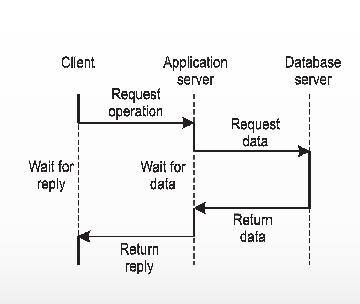 Client
Application
server
Database
server
Request
operation
Request
data
Wait for
reply
Wait for
data
Return
data
Return
reply